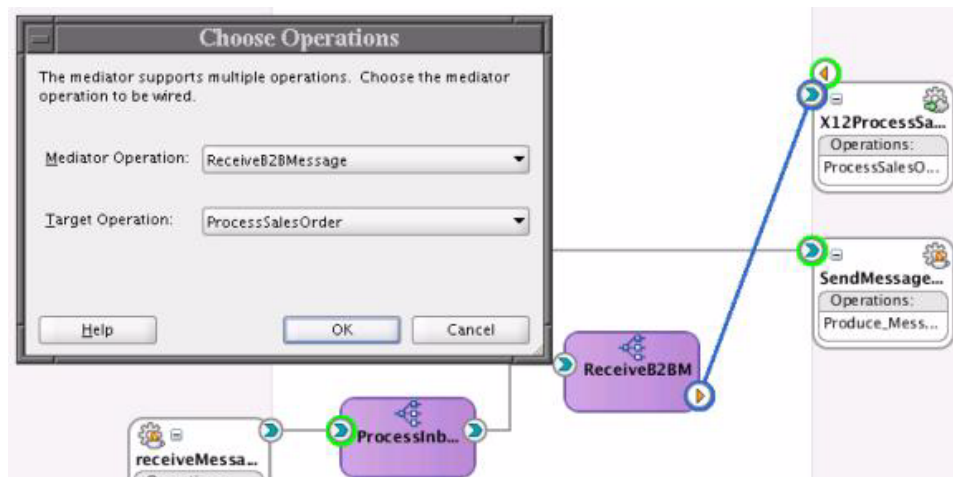 Choose Operations
The mediator supports multiple operations. Choose the mediator
operation to be wired.
Mediator Operation: ReceiveB2BMessage
Target Operation: ProcessSalesOrder
Help OK Cancel
X12ProcessSa...
Operations:
ProcessSalesO...
SendMessage...
Operations:
Produce_Mess...
ReceiveB2BM
ProcessInb...
receiveMessa...